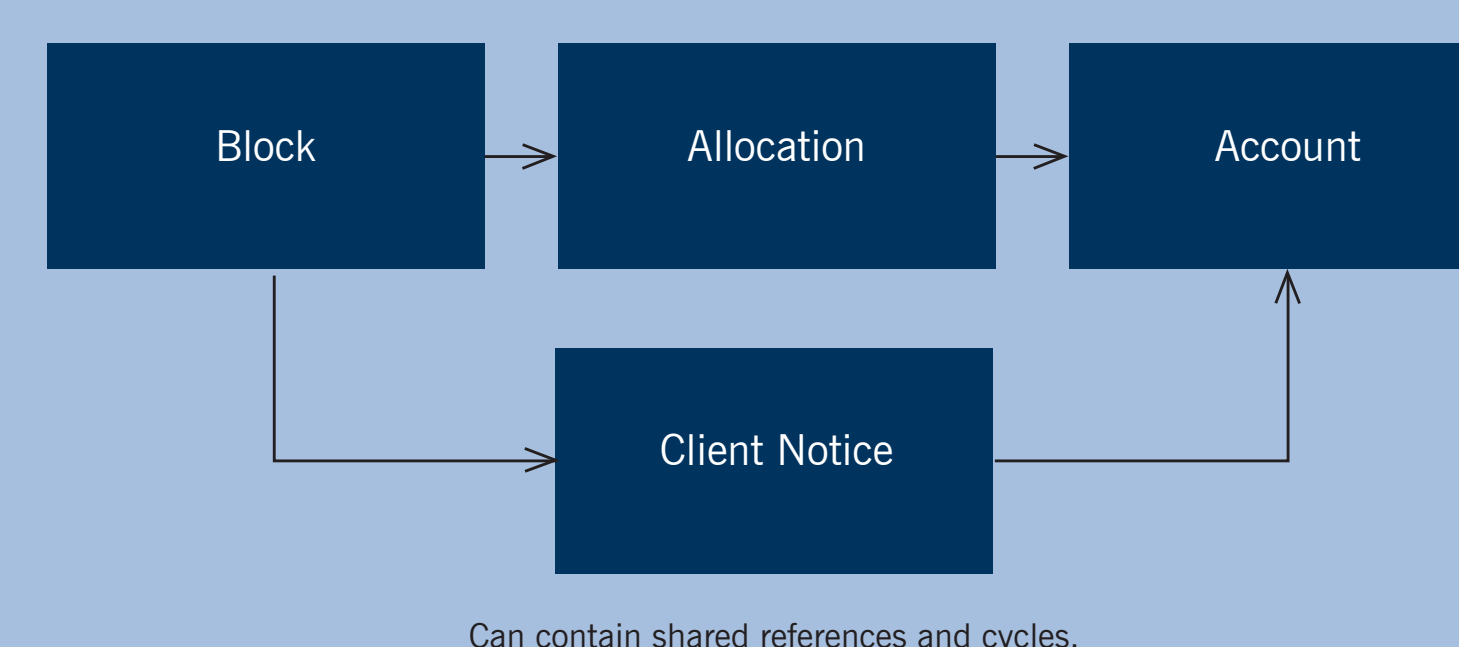 Block
Allocation
Account
Client Notice
Can contain shared references and cycles.